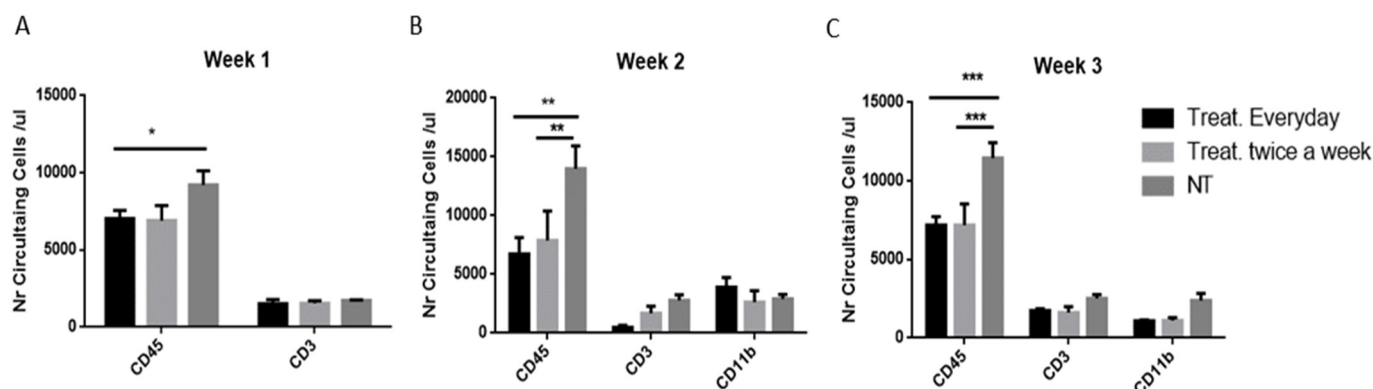 A
Week 1
Nr Circultaing Cells /ul
15000
10000
5000
0
*
CD45
CD3
B
Week 2
Nr Circultaing Cells /ul
20000
15000
10000
5000
0
**
**
CD45
CD3
CD11b
C
Week 3
Nr Circultaing Cells /ul
15000
10000
5000
0
***
***
CD45
CD3
CD11b
Treat. Everyday
Treat. twice a week
NT